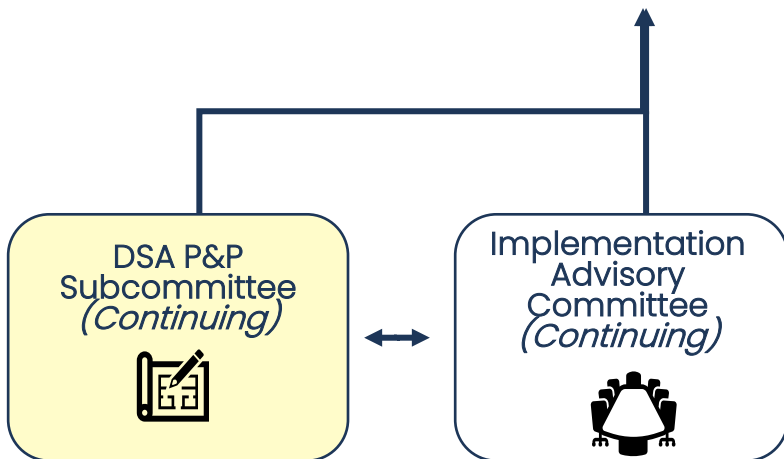 DSA P&P
Subcommittee
(Continuing)
Implementation
Advisory
Committee
(Continuing)